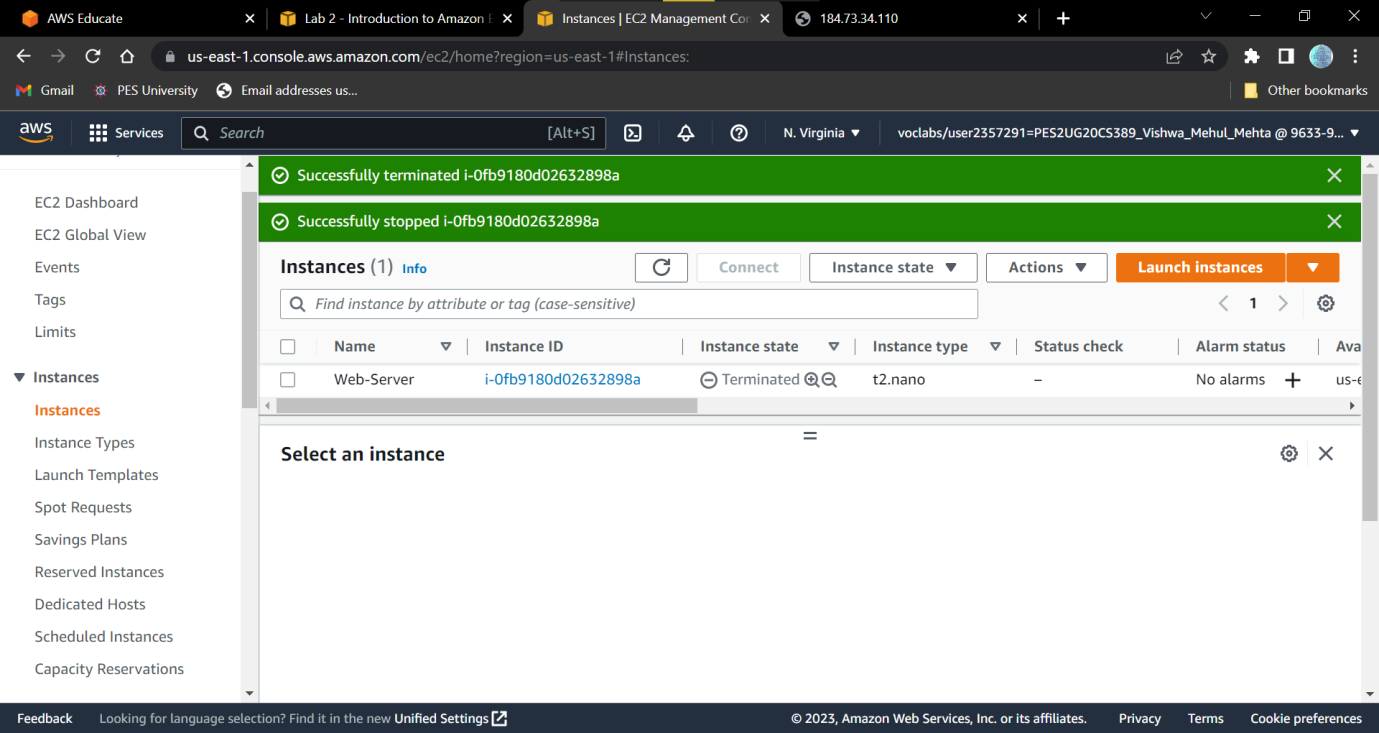 AWS Educate
Lab 2 - Introduction to Amazon E
Instances | EC2 Management Con
184.73.34.110
us-east-1.console.aws.amazon.com/ec2/home?region=us-east-1#Instances:
Gmail
PES University
Email addresses us...
Other bookmarks
aws
Services
Search
[Alt+S]
N. Virginia
voclabs/user2357291=PES2UG20CS389_Vishwa_Mehul_Mehta @ 9633-9...
EC2 Dashboard
EC2 Global View
Events
Tags
Limits
Instances
Instances
Instance Types
Launch Templates
Spot Requests
Savings Plans
Reserved Instances
Dedicated Hosts
Scheduled Instances
Capacity Reservations
Successfully terminated i-0fb9180d02632898a
Successfully stopped i-0fb9180d02632898a
Instances (1) Info
Connect
Instance state
Actions
Launch instances
Find instance by attribute or tag (case-sensitive)
1
Name Instance ID Instance state Instance type Status check Alarm status Ava
Web-Server i-0fb9180d02632898a Terminated t2.nano – No alarms + us-e
Select an instance
Feedback
Looking for language selection? Find it in the new Unified Settings
© 2023, Amazon Web Services, Inc. or its affiliates.
Privacy
Terms
Cookie preferences